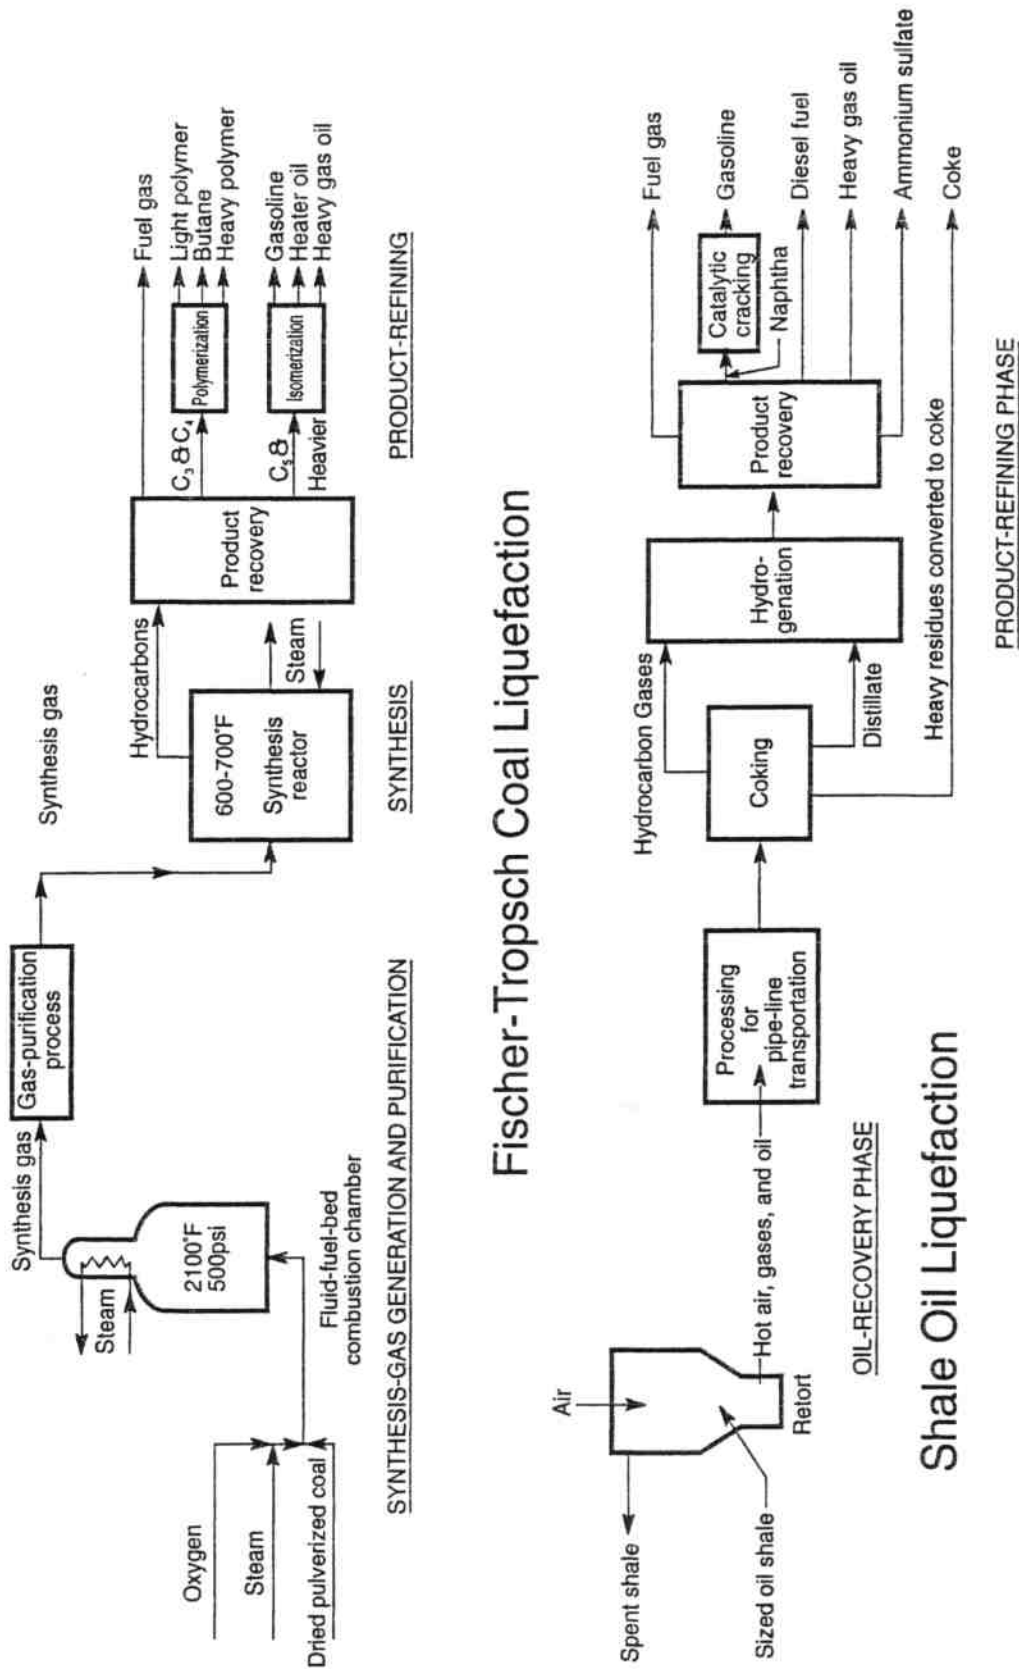 Oxygen
Steam
Dried pulverized coal
Steam
2100°F
500psi
Fluid-fuel-bed
combustion chamber
Synthesis gas
Gas-purification
process
Synthesis gas
600-700°F
Synthesis
reactor
Hydrocarbons
Steam
Product
recovery
C₃ & C₄
C₅ &
Heavier
Polymerization
Isomerization
Fuel gas
Light polymer
Butane
Heavy polymer
Gasoline
Heater oil
Heavy gas oil
SYNTHESIS-GAS GENERATION AND PURIFICATION
SYNTHESIS
PRODUCT-REFINING
Fischer-Tropsch Coal Liquefaction
Air
Spent shale
Sized oil shale
Retort
Hot air, gases, and oil
Processing
for
pipe-line
transportation
Coking
Hydrocarbon Gases
Distillate
Hydro-
genation
Product
recovery
Catalytic
cracking
Naphtha
Fuel gas
Gasoline
Diesel fuel
Heavy gas oil
Ammonium sulfate
Coke
Heavy residues converted to coke
OIL-RECOVERY PHASE
PRODUCT-REFINING PHASE
Shale Oil Liquefaction